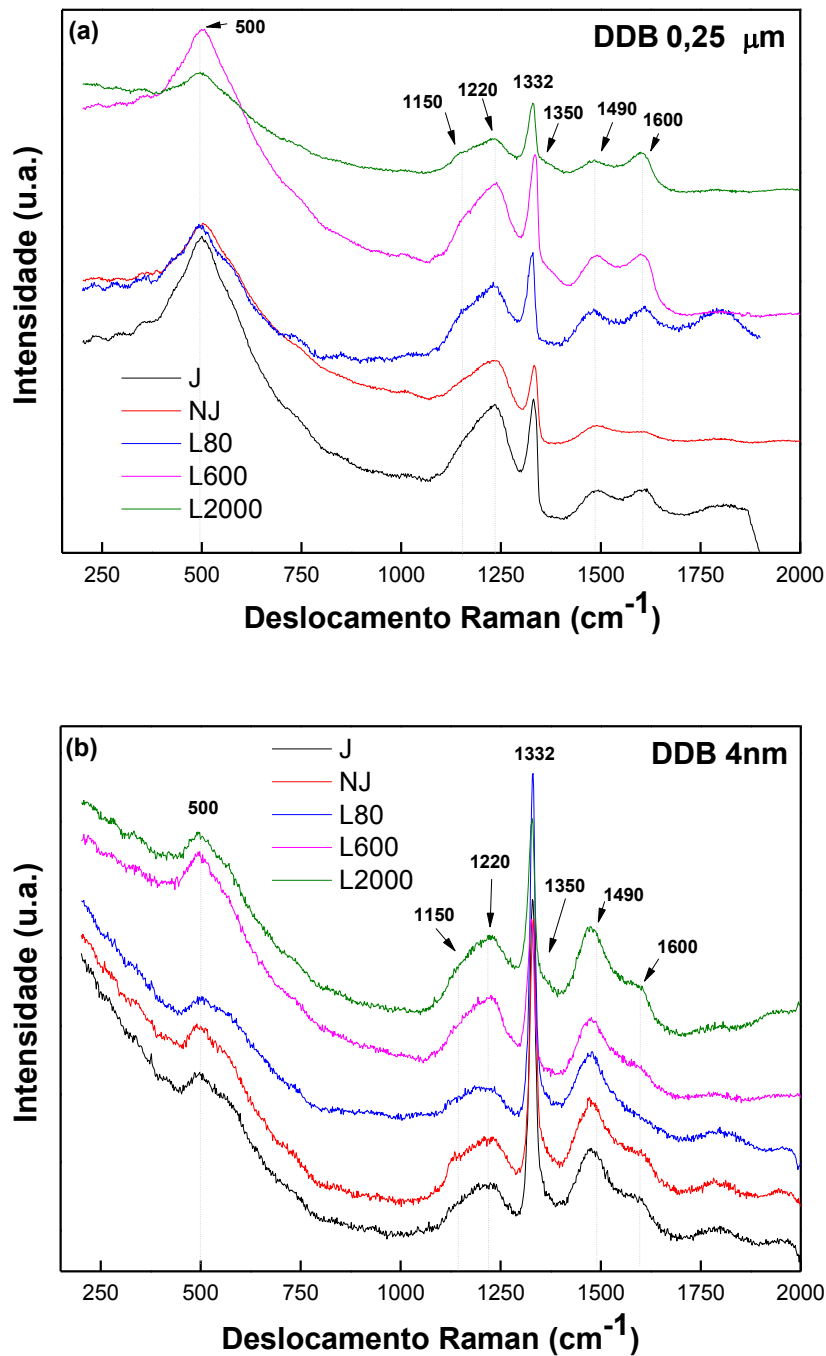 (a)
500
DDB 0,25 μm
1150
1220
1332
1350
1490
1600
Intensidade (u.a.)
J
NJ
L80
L600
L2000
250 500 750 1000 1250 1500 1750 2000
Deslocamento Raman (cm⁻¹)
(b)
J
NJ
L80
L600
L2000
1332
DDB 4nm
500
1150
1220
1350
1490
1600
Intensidade (u.a.)
250 500 750 1000 1250 1500 1750 2000
Deslocamento Raman (cm⁻¹)